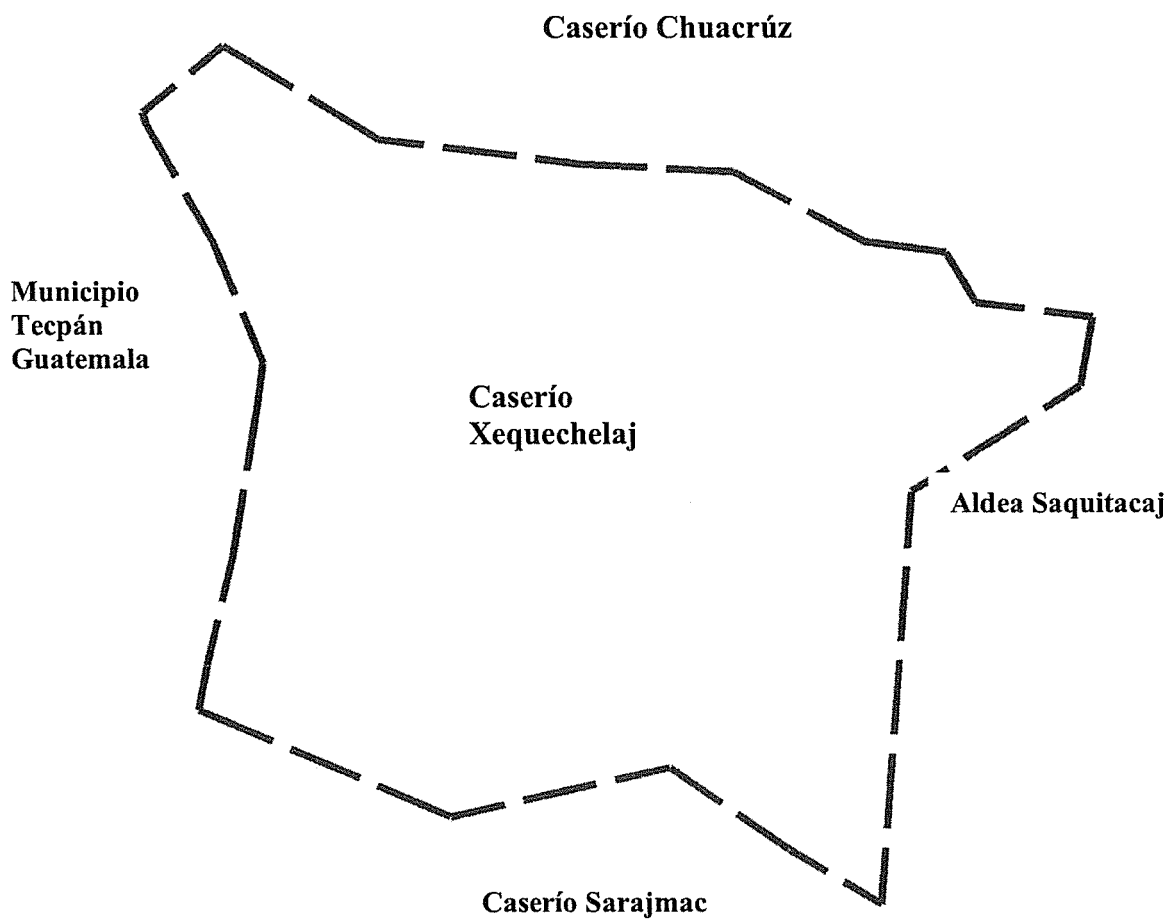 Caserío Chuacrúz
Municipio
Tecpán
Guatemala
Caserío
Xequechelaj
Aldea Saquitacaj
Caserío Sarajmac